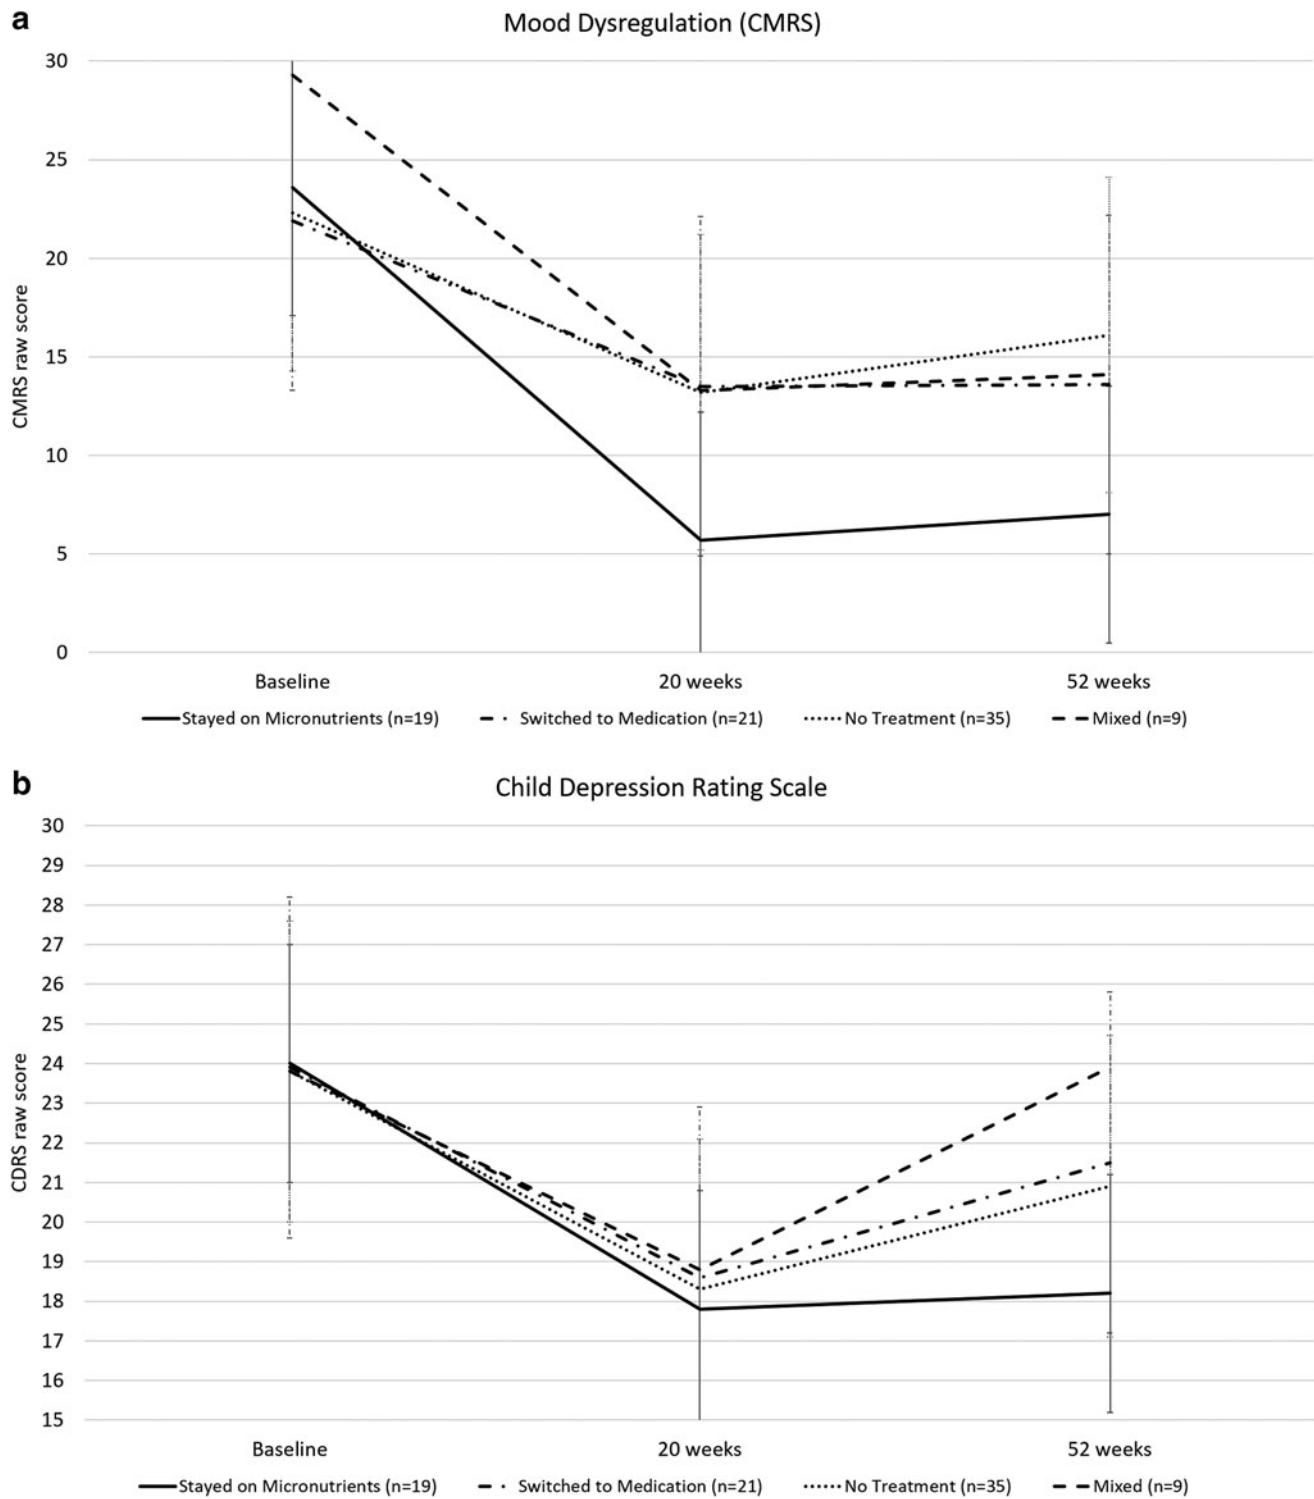 a
Mood Dysregulation (CMRS)
30
25
20
15
10
5
0
CMRS raw score
Baseline 20 weeks 52 weeks
Stayed on Micronutrients (n=19) Switched to Medication (n=21) No Treatment (n=35) Mixed (n=9)
b
Child Depression Rating Scale
30
29
28
27
26
25
24
23
22
21
20
19
18
17
16
15
CDRS raw score
Baseline 20 weeks 52 weeks
Stayed on Micronutrients (n=19) Switched to Medication (n=21) No Treatment (n=35) Mixed (n=9)